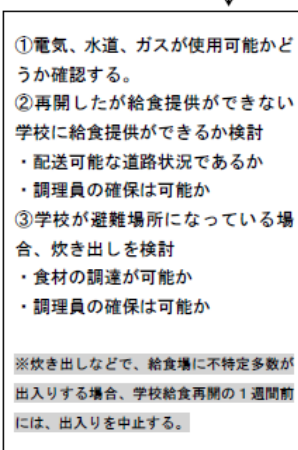 ①電気、水道、ガスが使用可能かど
うか確認する。
②再開したが給食提供ができない
学校に給食提供ができるか検討
・配送可能な道路状況であるか
・調理員の確保は可能か
③学校が避難場所になっている場
合、炊き出しを検討
・食材の調達が可能か
・調理員の確保は可能か
※炊き出しなどで、給食場に不特定多数が
出入りする場合、学校給食再開の１週間前
には、出入りを中止する。